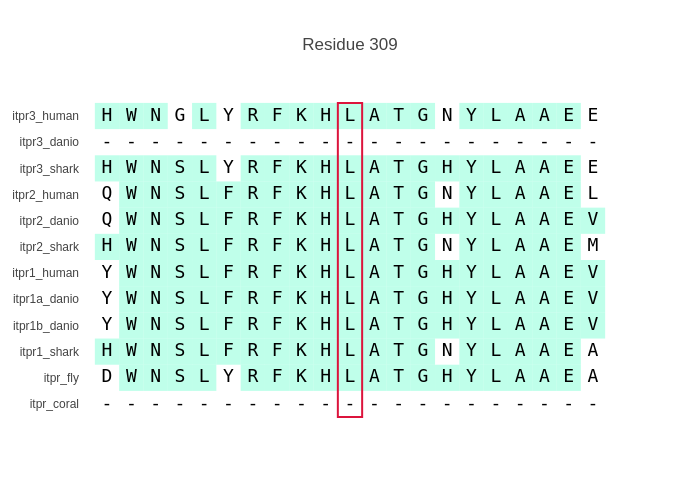 Residue 309
itpr3_human H W N G L Y R F K H L A T G N Y L A A E E
itpr3_danio - - - - - - - - - - - - - - - - - - - - -
itpr3_shark H W N S L Y R F K H L A T G H Y L A A E E
itpr2_human Q W N S L F R F K H L A T G N Y L A A E L
itpr2_danio Q W N S L F R F K H L A T G H Y L A A E V
itpr2_shark H W N S L F R F K H L A T G N Y L A A E M
itpr1_human Y W N S L F R F K H L A T G H Y L A A E V
itpr1a_danio Y W N S L F R F K H L A T G H Y L A A E V
itpr1b_danio Y W N S L F R F K H L A T G H Y L A A E V
itpr1_shark H W N S L F R F K H L A T G N Y L A A E A
itpr_fly D W N S L Y R F K H L A T G H Y L A A E A
itpr_coral - - - - - - - - - - - - - - - - - - - - -